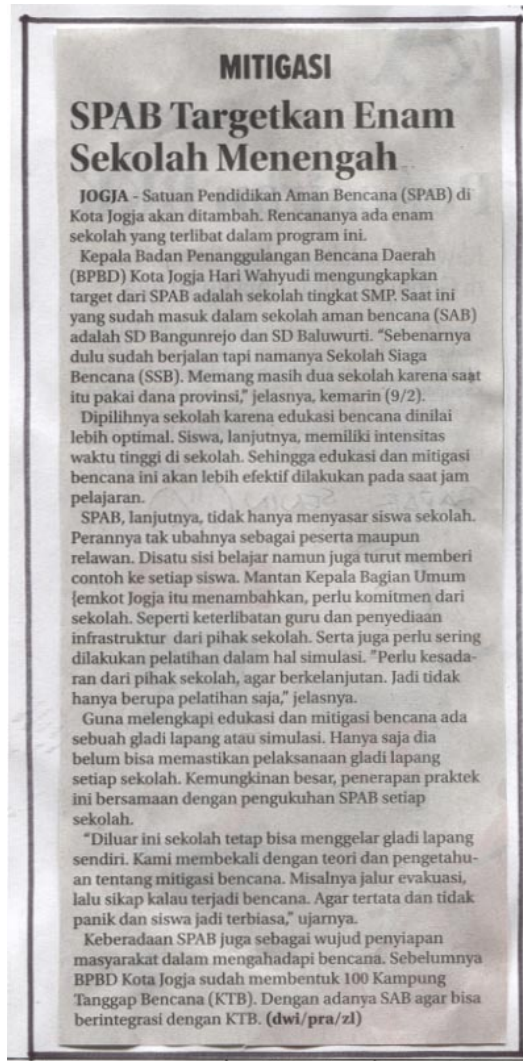 MITIGASI
SPAB Targetkan Enam
Sekolah Menengah
JOGJA - Satuan Pendidikan Aman Bencana (SPAB) di
Kota Jogja akan ditambah. Rencananya ada enam
sekolah yang terlibat dalam program ini.
Kepala Badan Penanggulangan Bencana Daerah
(BPBD) Kota Jogja Hari Wahyudi mengungkapkan
target dari SPAB adalah sekolah tingkat SMP. Saat ini
yang sudah masuk dalam sekolah aman bencana (SAB)
adalah SD Bangunrejo dan SD Baluwurti. "Sebenarnya
dulu sudah berjalan tapi namanya Sekolah Siaga
Bencana (SSB). Memang masih dua sekolah karena saat
itu pakai dana provinsi," jelasnya, kemarin (9/2).
Dipilihnya sekolah karena edukasi bencana dinilai
lebih optimal. Siswa, lanjutnya, memiliki intensitas
waktu tinggi di sekolah. Sehingga edukasi dan mitigasi
bencana ini akan lebih efektif dilakukan pada saat jam
pelajaran.
SPAB, lanjutnya, tidak hanya menyasar siswa sekolah.
Perannya tak ubahnya sebagai peserta maupun
relawan. Disatu sisi belajar namun juga turut memberi
contoh ke setiap siswa. Mantan Kepala Bagian Umum
{emkot Jogja itu menambahkan, perlu komitmen dari
sekolah. Seperti keterlibatan guru dan penyediaan
infrastruktur dari pihak sekolah. Serta juga perlu sering
dilakukan pelatihan dalam hal simulasi. "Perlu kesada-
ran dari pihak sekolah, agar berkelanjutan. Jadi tidak
hanya berupa pelatihan saja," jelasnya.
Guna melengkapi edukasi dan mitigasi bencana ada
sebuah gladi lapang atau simulasi. Hanya saja dia
belum bisa memastikan pelaksanaan gladi lapang
setiap sekolah. Kemungkinan besar, penerapan praktek
ini bersamaan dengan pengukuhan SPAB setiap
sekolah.
"Diluar ini sekolah tetap bisa menggelar gladi lapang
sendiri. Kami membekali dengan teori dan pengetahu-
an tentang mitigasi bencana. Misalnya jalur evakuasi,
lalu sikap kalau terjadi bencana. Agar tertata dan tidak
panik dan siswa jadi terbiasa," ujarnya.
Keberadaan SPAB juga sebagai wujud penyiapan
masyarakat dalam mengahadapi bencana. Sebelumnya
BPBD Kota Jogja sudah membentuk 100 Kampung
Tanggap Bencana (KTB). Dengan adanya SAB agar bisa
berintegrasi dengan KTB. (dwi/pra/zl)